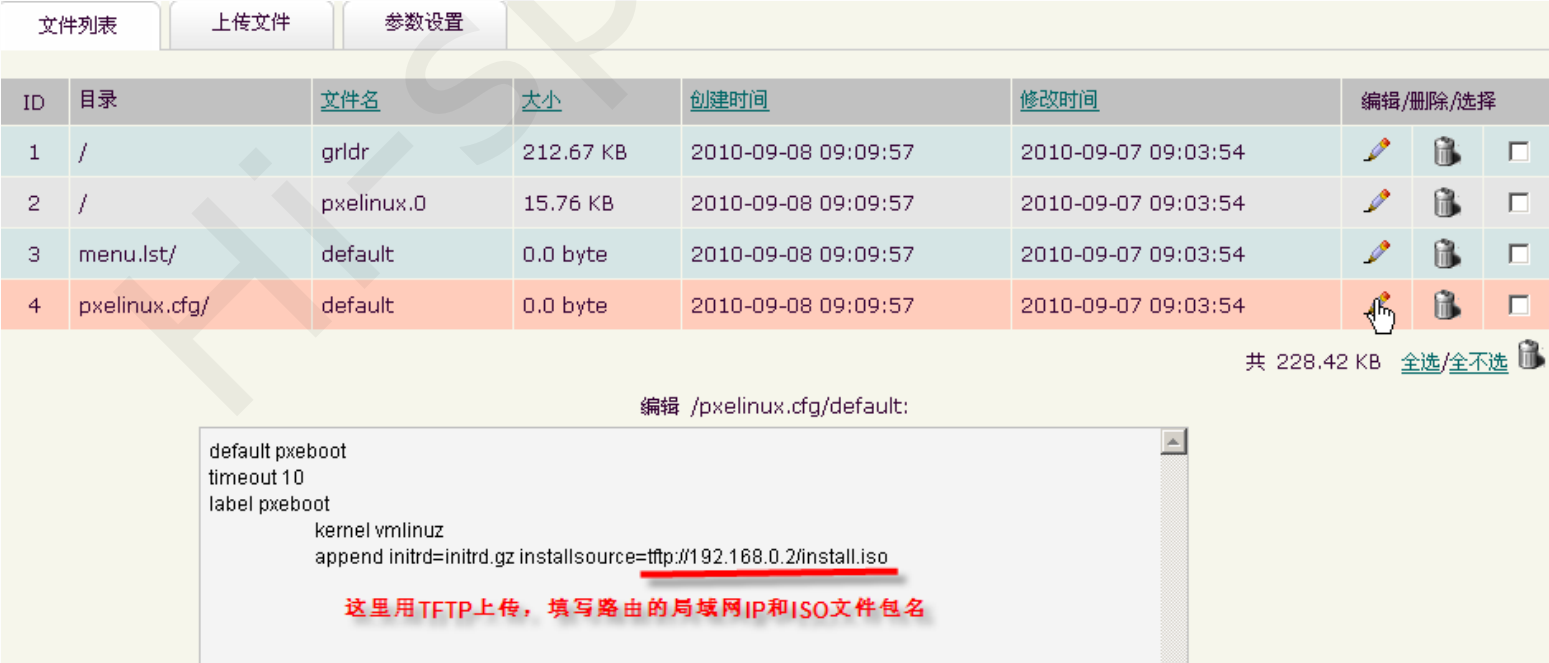 文件列表 上传文件 参数设置
ID 目录 文件名 大小 创建时间 修改时间 编辑/删除/选择
1 / grldr 212.67 KB 2010-09-08 09:09:57 2010-09-07 09:03:54
2 / pxelinux.0 15.76 KB 2010-09-08 09:09:57 2010-09-07 09:03:54
3 menu.lst/ default 0.0 byte 2010-09-08 09:09:57 2010-09-07 09:03:54
4 pxelinux.cfg/ default 0.0 byte 2010-09-08 09:09:57 2010-09-07 09:03:54
共 228.42 KB 全选/全不选
编辑 /pxelinux.cfg/default:
default pxeboot
timeout 10
label pxeboot
kernel vmlinuz
append initrd=initrd.gz installsource=tftp://192.168.0.2/install.iso
这里用TFTP上传，填写路由的局域网IP和ISO文件包名
Hi-SP